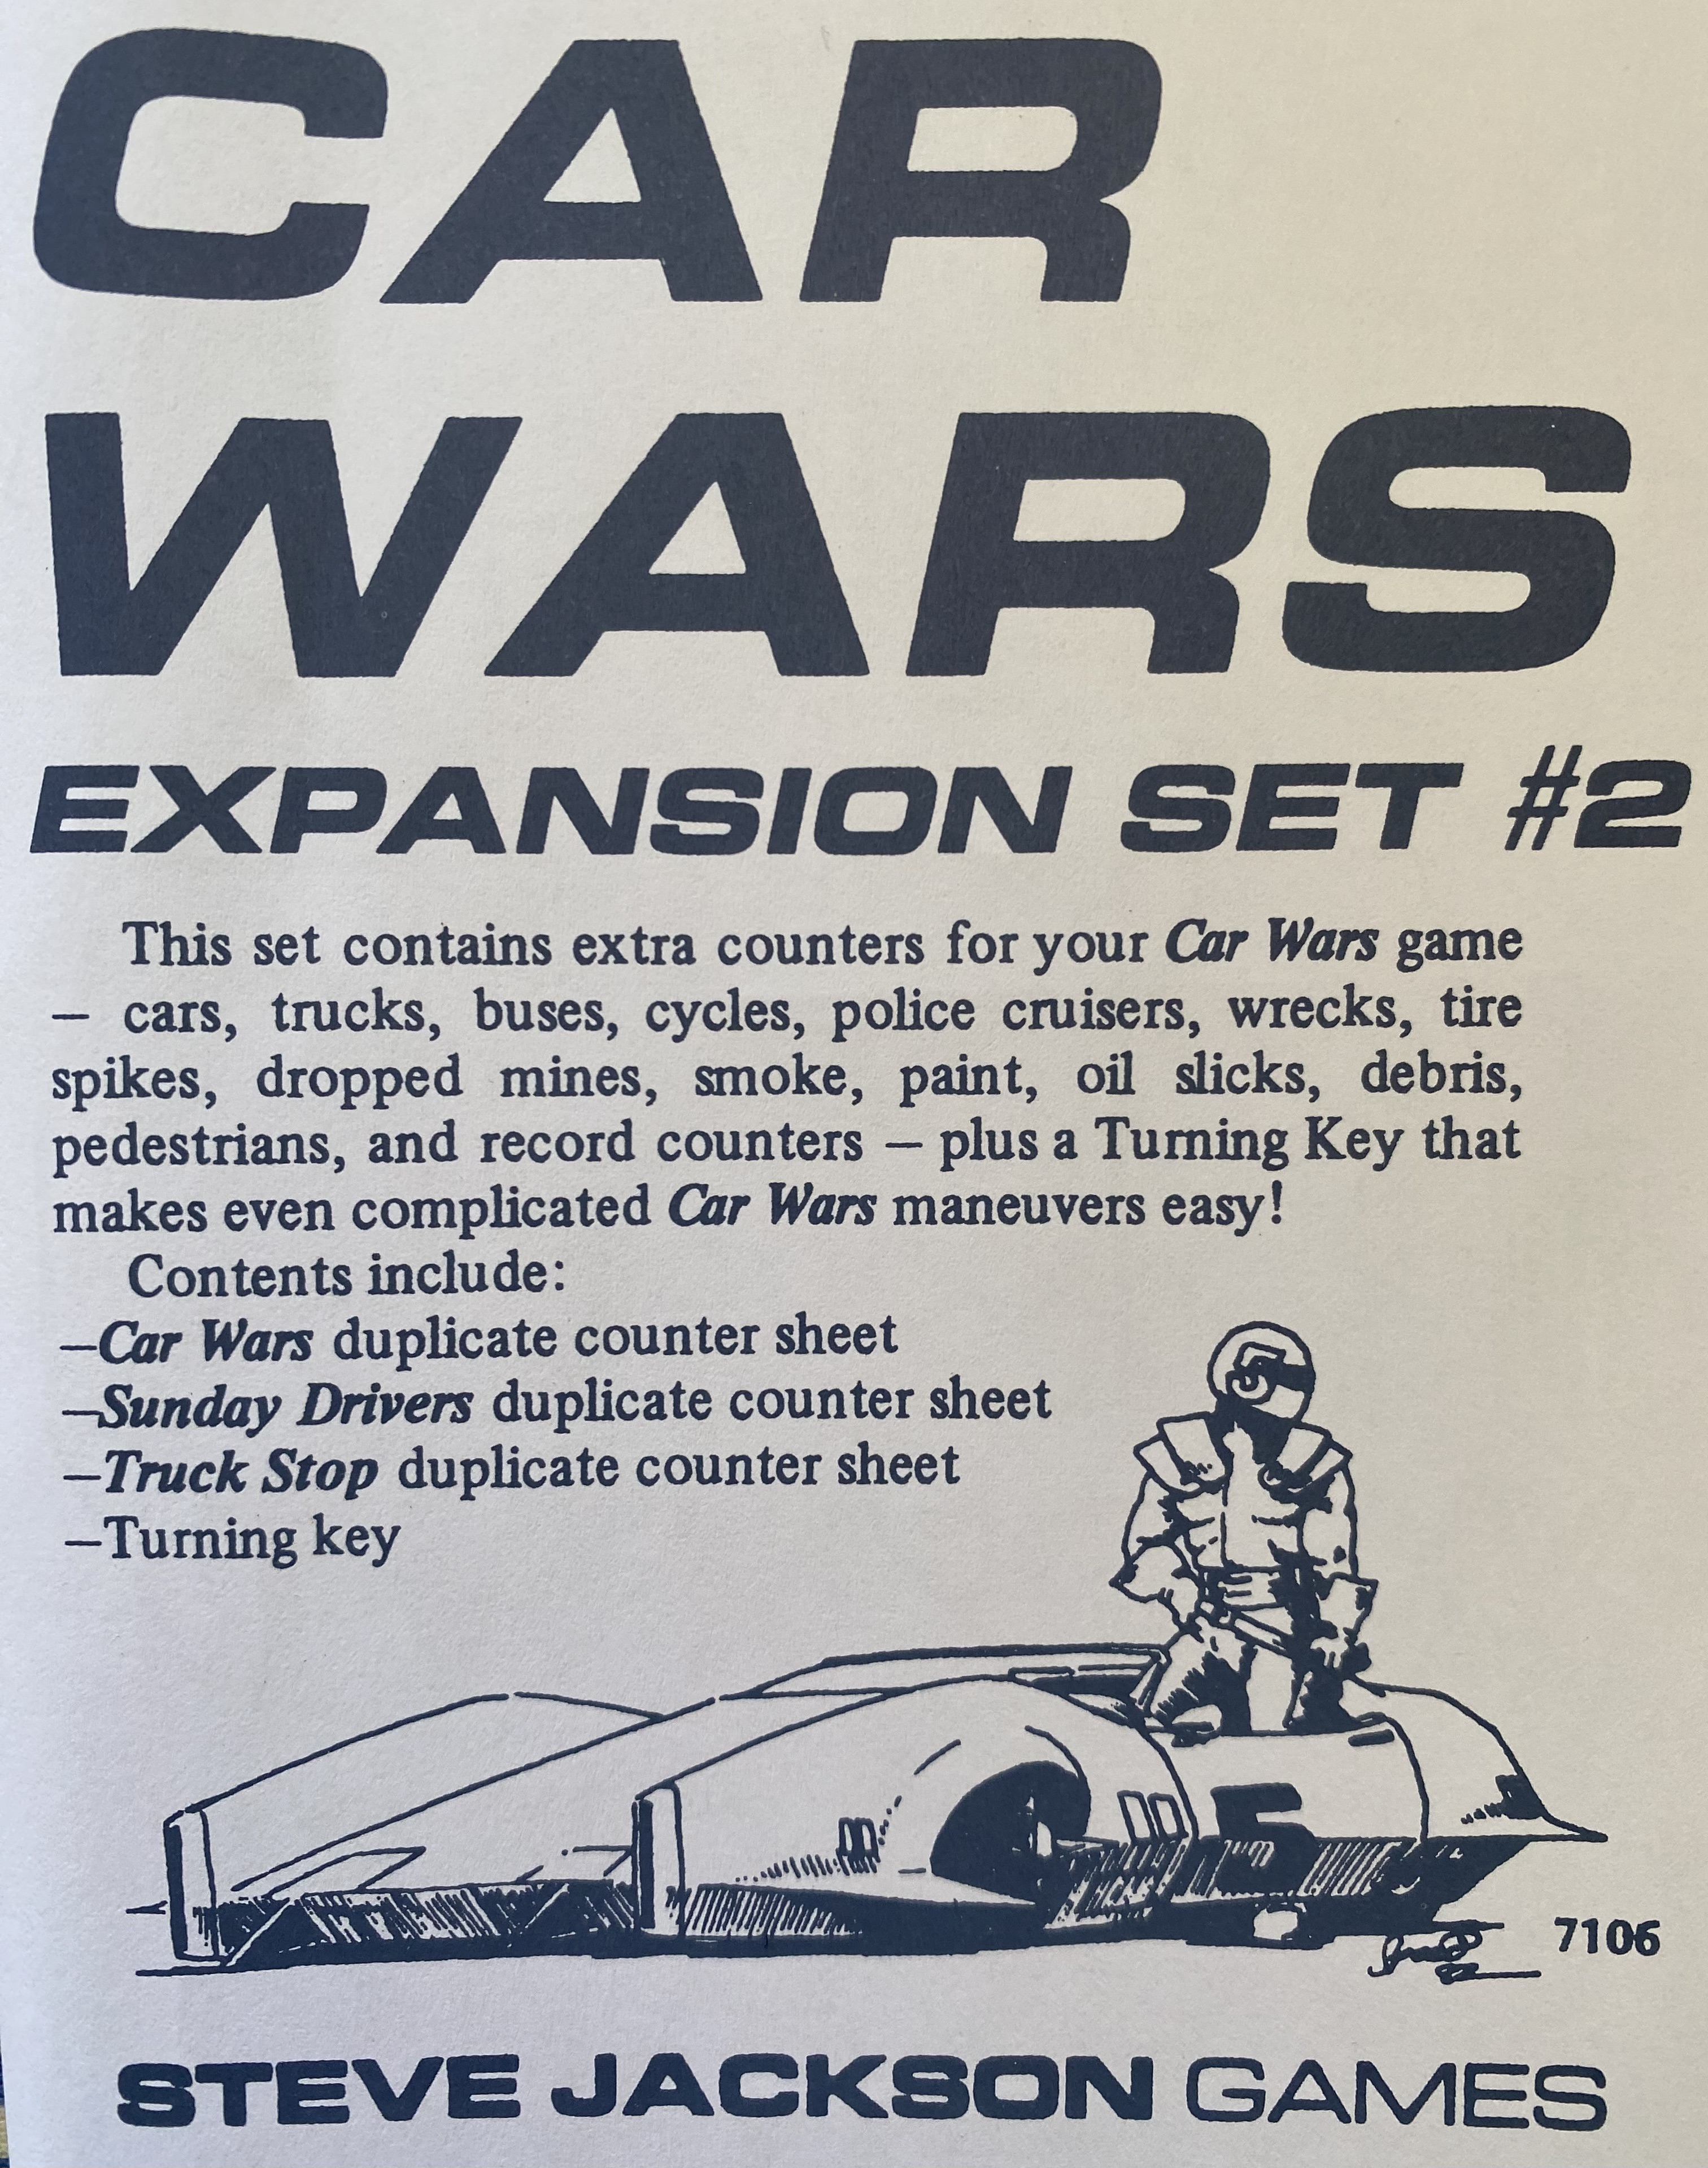 CAR
WARS
EXPANSION SET #2
This set contains extra counters for your Car Wars game
– cars, trucks, buses, cycles, police cruisers, wrecks, tire
spikes, dropped mines, smoke, paint, oil slicks, debris,
pedestrians, and record counters – plus a Turning Key that
makes even complicated Car Wars maneuvers easy!
Contents include:
–Car Wars duplicate counter sheet
–Sunday Drivers duplicate counter sheet
–Truck Stop duplicate counter sheet
–Turning key
5
5
7106
STEVE JACKSON GAMES